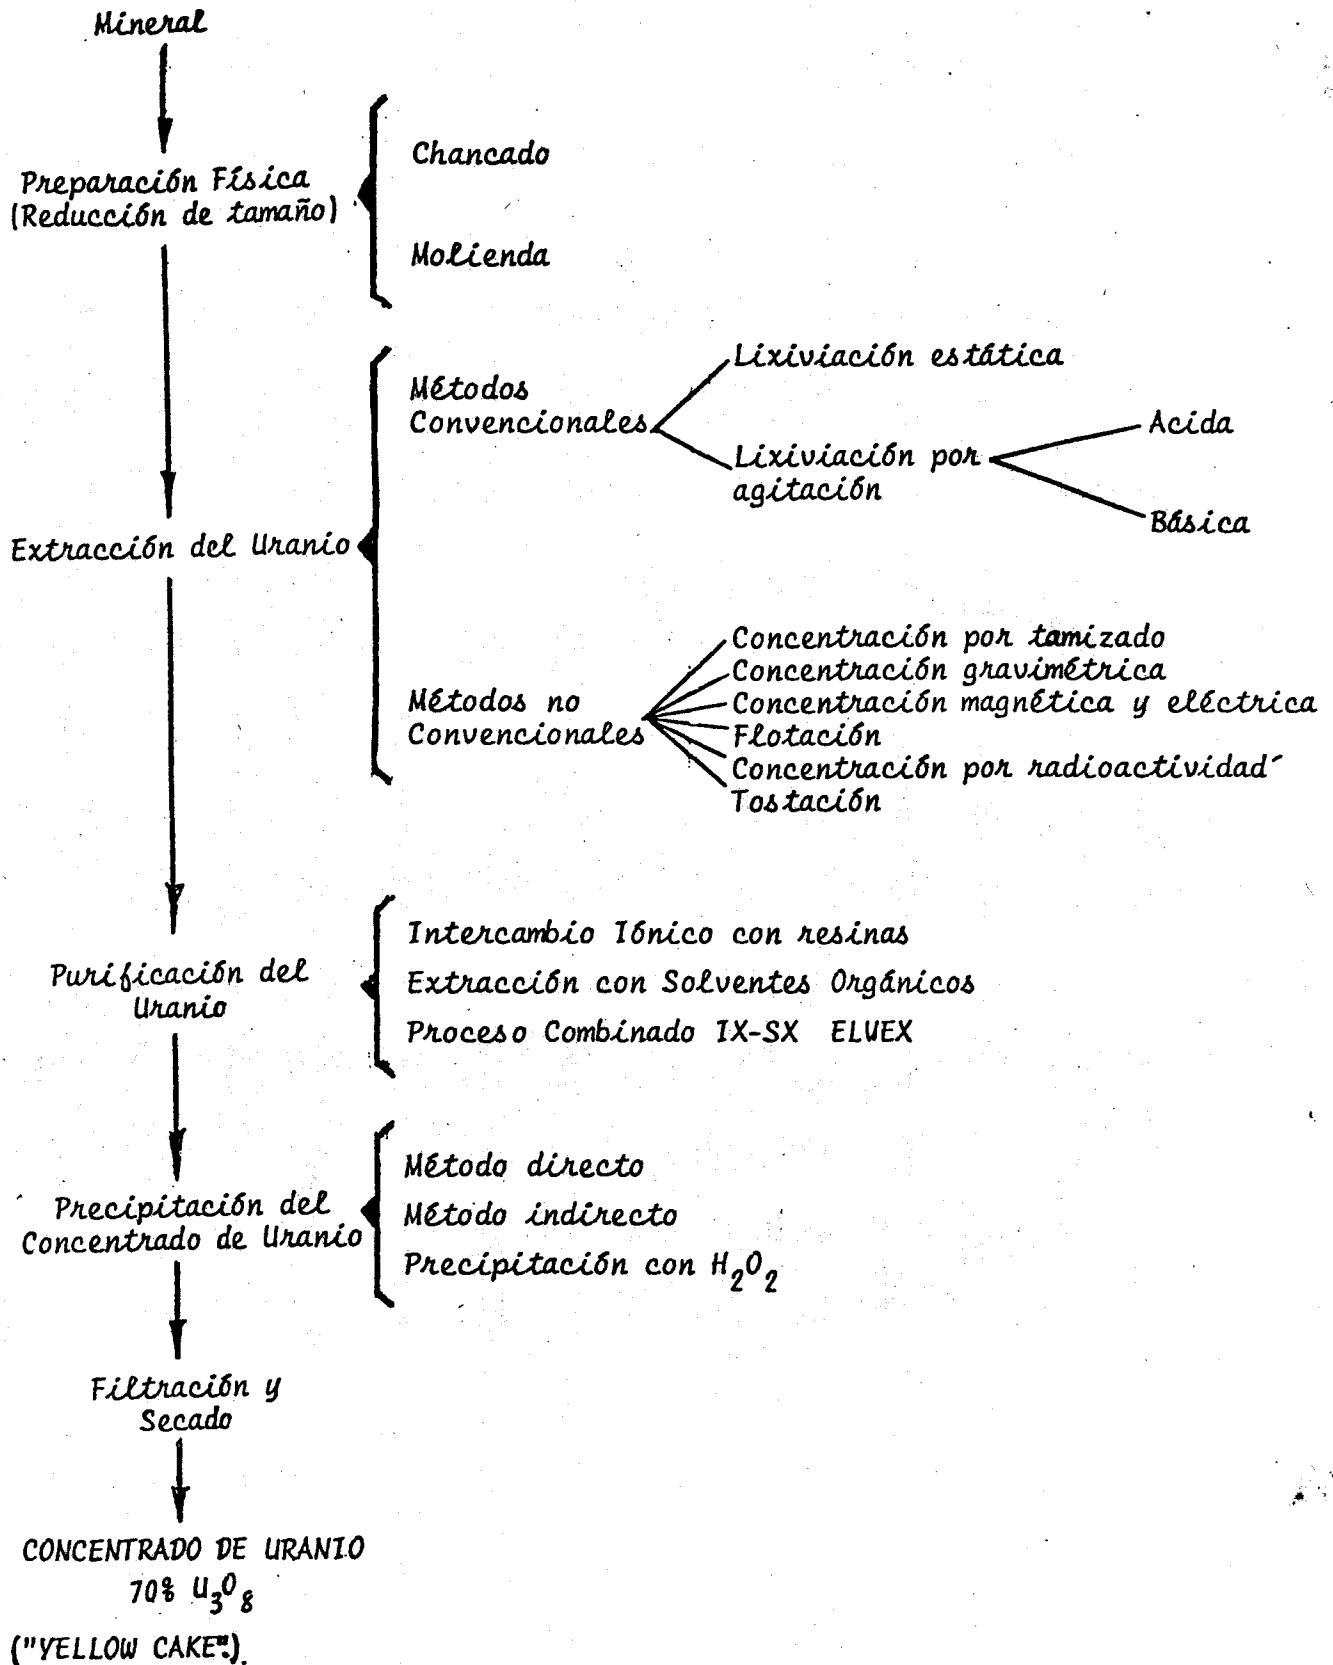 Mineral
Preparación Física
(Reducción de tamaño)
Chancado
Molienda
Extracción del Uranio
Métodos
Convencionales
Lixiviación estática
Lixiviación por
agitación
Acida
Básica
Métodos no
Convencionales
Concentración por tamizado
Concentración gravimétrica
Concentración magnética y eléctrica
Flotación
Concentración por radioactividad
Tostación
Purificación del
Uranio
Intercambio Iónico con resinas
Extracción con Solventes Orgánicos
Proceso Combinado IX-SX ELUEX
Precipitación del
Concentrado de Uranio
Método directo
Método indirecto
Precipitación con H₂O₂
Filtración y
Secado
CONCENTRADO DE URANIO
70% U₃O₈
("YELLOW CAKE".)